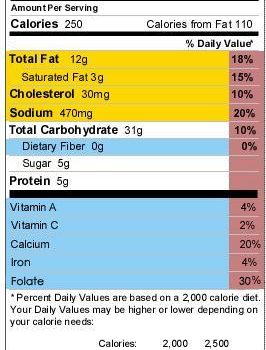 Amount Per Serving
Calories 250 Calories from Fat 110
% Daily Value*
Total Fat 12g 18%
Saturated Fat 3g 15%
Cholesterol 30mg 10%
Sodium 470mg 20%
Total Carbohydrate 31g 10%
Dietary Fiber 0g 0%
Sugar 5g
Protein 5g
Vitamin A 4%
Vitamin C 2%
Calcium 20%
Iron 4%
Folate 30%
* Percent Daily Values are based on a 2,000 calorie diet.
Your Daily Values may be higher or lower depending on
your calorie needs:
Calories: 2,000 2,500